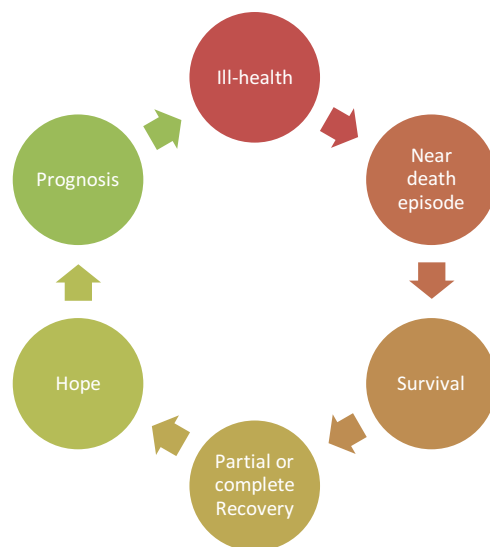 Ill-health
Near
death
episode
Survival
Partial or
complete
Recovery
Hope
Prognosis